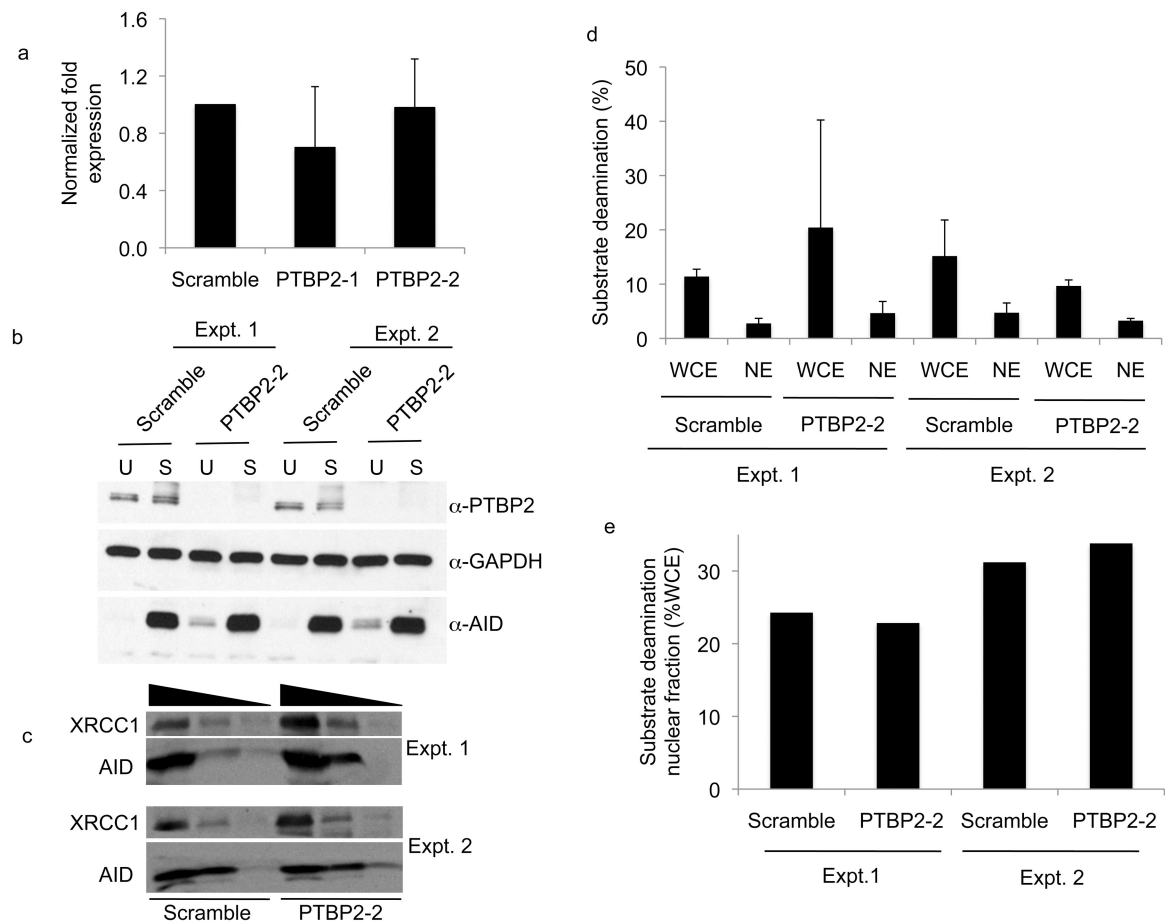 a
Normalized fold
expression
1.6
1.2
0.8
0.4
0.0
Scramble PTBP2-1 PTBP2-2
b
Expt. 1 Expt. 2
Scramble PTBP2-2 Scramble PTBP2-2
U S U S U S U S
α-PTBP2
α-GAPDH
α-AID
c
XRCC1
AID
Expt. 1
XRCC1
AID
Expt. 2
Scramble PTBP2-2
d
Substrate deamination (%)
50
40
30
20
10
0
WCE NE WCE NE WCE NE WCE NE
Scramble PTBP2-2 Scramble PTBP2-2
Expt. 1 Expt. 2
e
Substrate deamination
nuclear fraction (%WCE)
30
20
10
0
Scramble PTBP2-2 Scramble PTBP2-2
Expt.1 Expt. 2